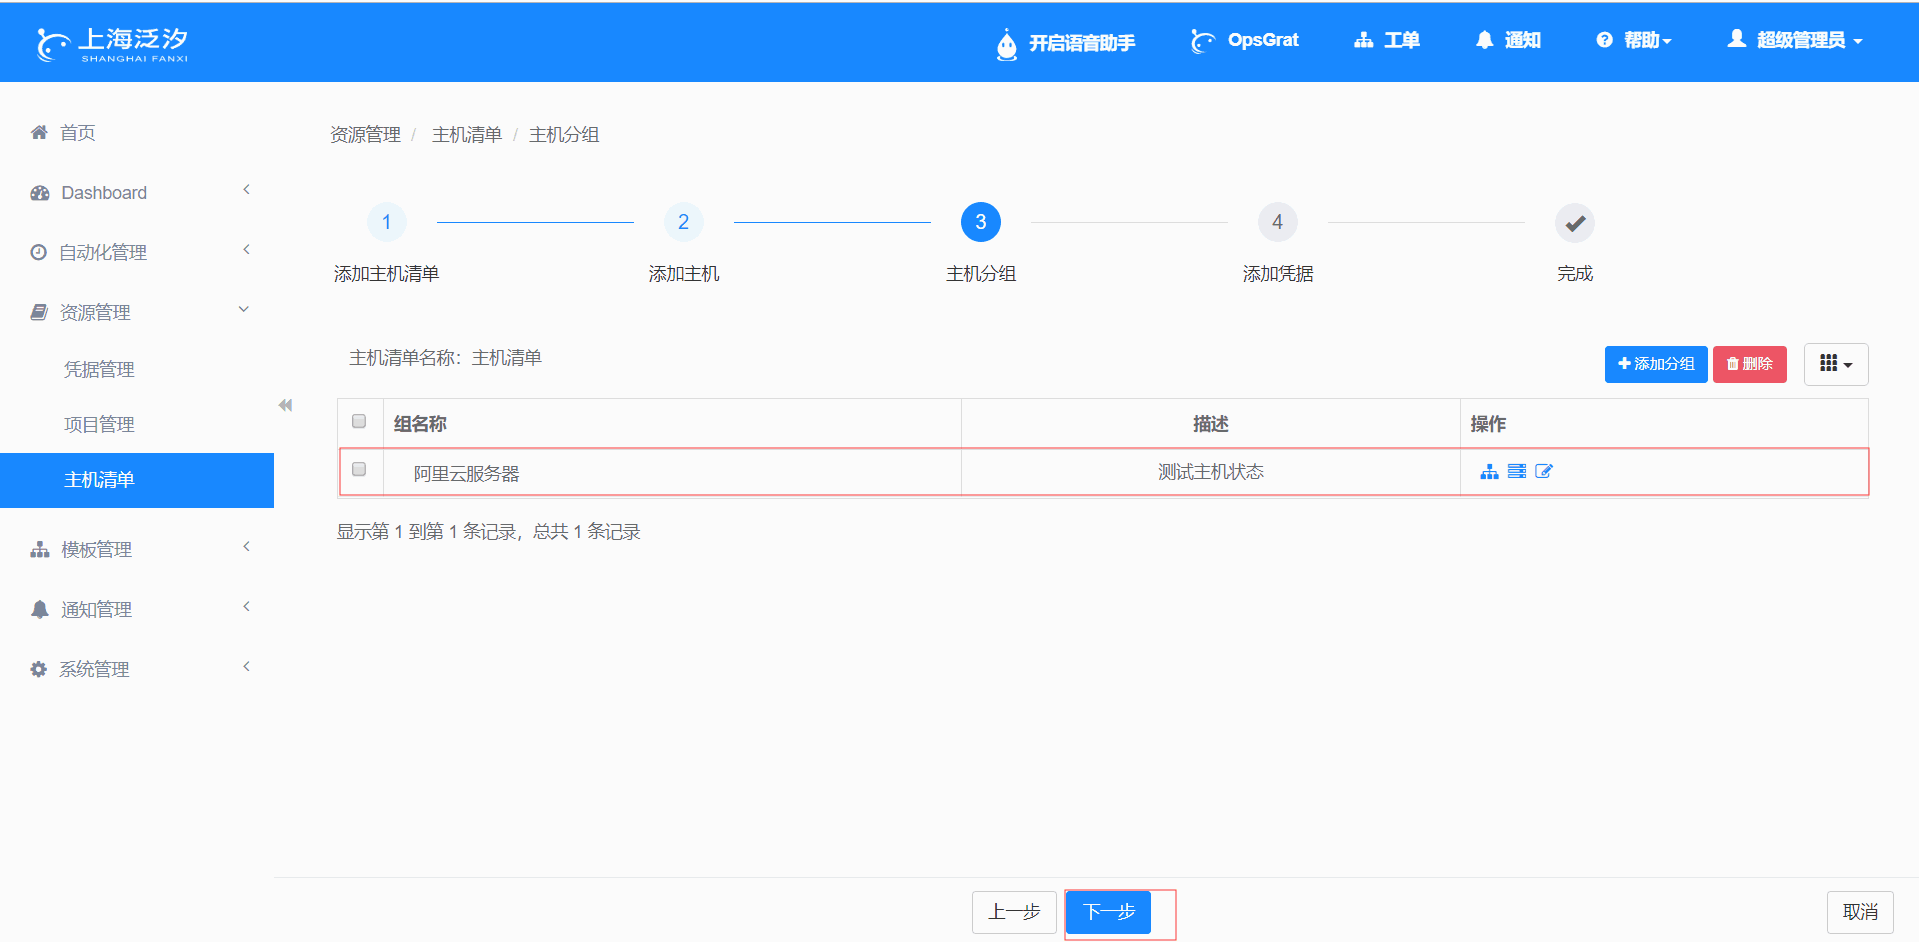 上海泛汐
SHANGHAI FANXI
开启语音助手
OpsGrat
工单
通知
帮助
超级管理员
首页
Dashboard
自动化管理
资源管理
凭据管理
项目管理
主机清单
模板管理
通知管理
系统管理
资源管理 / 主机清单 / 主机分组
1 2 3 4
添加主机清单 添加主机 主机分组 添加凭据 完成
主机清单名称：主机清单
添加分组 删除
组名称 描述 操作
阿里云服务器 测试主机状态
显示第 1 到第 1 条记录，总共 1 条记录
上一步 下一步 取消